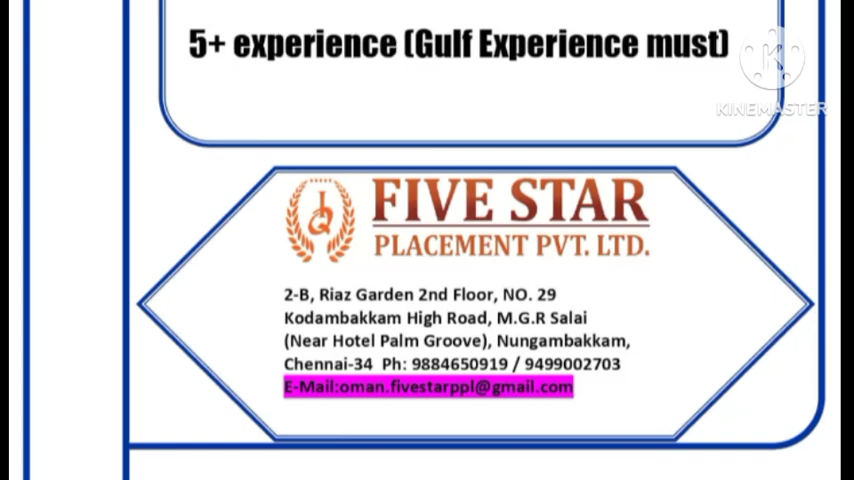 5+ experience (Gulf Experience must)
KINEMASTER
FIVE STAR
PLACEMENT PVT. LTD.
2-B, Riaz Garden 2nd Floor, NO. 29
Kodambakkam High Road, M.G.R Salai
(Near Hotel Palm Groove), Nungambakkam,
Chennai-34 Ph: 9884650919 / 9499002703
E-Mail:oman.fivestarppl@gmail.com